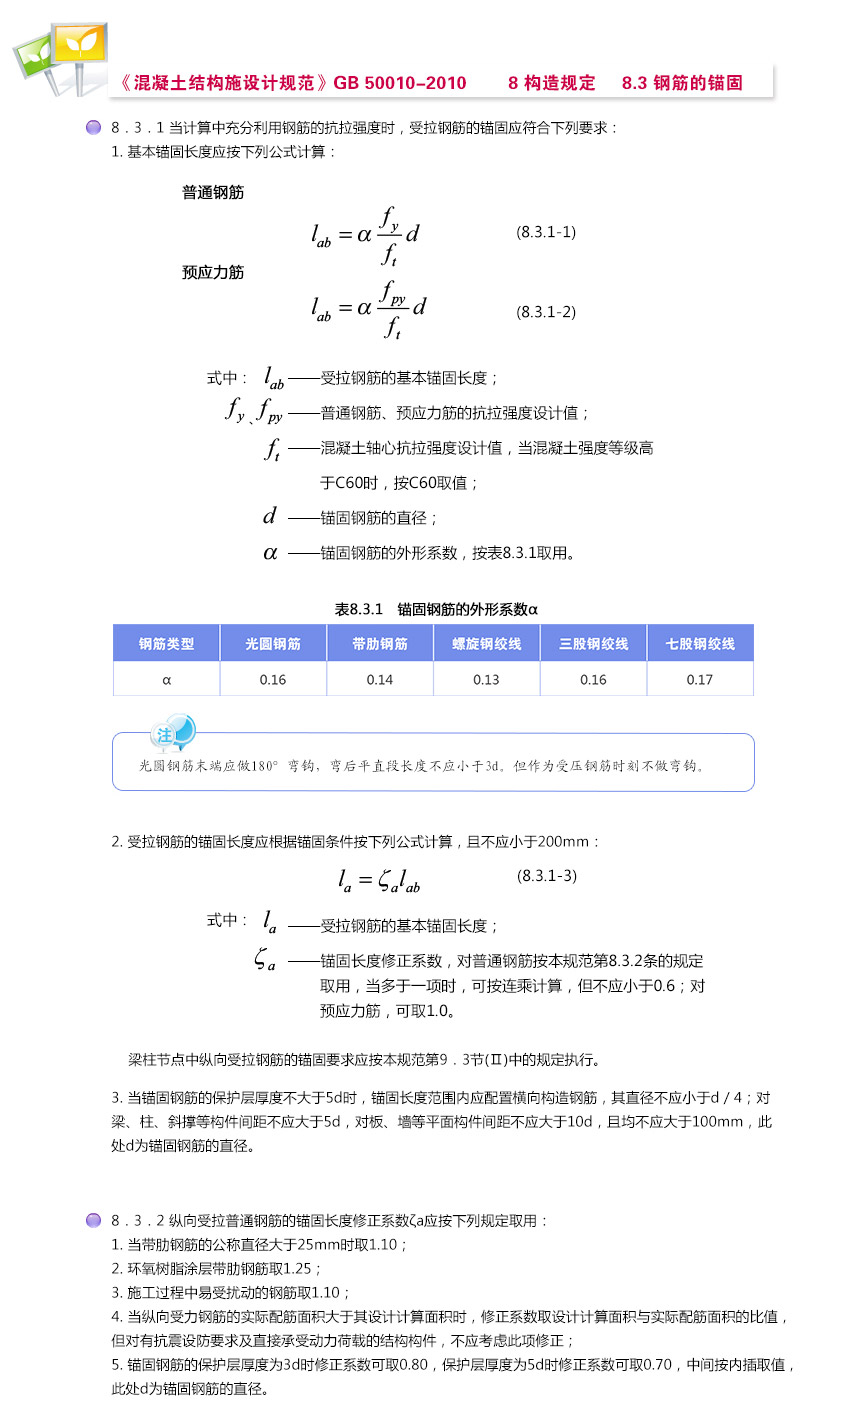 《混凝土结构施设计规范》GB 50010-2010 8 构造规定 8.3 钢筋的锚固
8．3．1 当计算中充分利用钢筋的抗拉强度时，受拉钢筋的锚固应符合下列要求：
1. 基本锚固长度应按下列公式计算：
普通钢筋
l_ab = α f_y / f_t d (8.3.1-1)
预应力筋
l_ab = α f_py / f_t d (8.3.1-2)
式中： l_ab ——受拉钢筋的基本锚固长度；
f_y、f_py ——普通钢筋、预应力筋的抗拉强度设计值；
f_t ——混凝土轴心抗拉强度设计值，当混凝土强度等级高
于C60时，按C60取值；
d ——锚固钢筋的直径；
α ——锚固钢筋的外形系数，按表8.3.1取用。
表8.3.1 锚固钢筋的外形系数α
钢筋类型 光圆钢筋 带肋钢筋 螺旋钢绞线 三股钢绞线 七股钢绞线
α 0.16 0.14 0.13 0.16 0.17
注
光圆钢筋末端应做180°弯钩，弯后平直段长度不应小于3d。但作为受压钢筋时刻不做弯钩。
2. 受拉钢筋的锚固长度应根据锚固条件按下列公式计算，且不应小于200mm：
l_a = ζ_a l_ab (8.3.1-3)
式中： l_a ——受拉钢筋的基本锚固长度；
ζ_a ——锚固长度修正系数，对普通钢筋按本规范第8.3.2条的规定
取用，当多于一项时，可按连乘计算，但不应小于0.6；对
预应力筋，可取1.0。
梁柱节点中纵向受拉钢筋的锚固要求应按本规范第9．3节(Ⅱ)中的规定执行。
3. 当锚固钢筋的保护层厚度不大于5d时，锚固长度范围内应配置横向构造钢筋，其直径不应小于d／4；对
梁、柱、斜撑等构件间距不应大于5d，对板、墙等平面构件间距不应大于10d，且均不应大于100mm，此
处d为锚固钢筋的直径。
8．3．2 纵向受拉普通钢筋的锚固长度修正系数ζa应按下列规定取用：
1. 当带肋钢筋的公称直径大于25mm时取1.10；
2. 环氧树脂涂层带肋钢筋取1.25；
3. 施工过程中易受扰动的钢筋取1.10；
4. 当纵向受力钢筋的实际配筋面积大于其设计计算面积时，修正系数取设计计算面积与实际配筋面积的比值，
但对有抗震设防要求及直接承受动力荷载的结构构件，不应考虑此项修正；
5. 锚固钢筋的保护层厚度为3d时修正系数可取0.80，保护层厚度为5d时修正系数可取0.70，中间按内插取值，
此处d为锚固钢筋的直径。